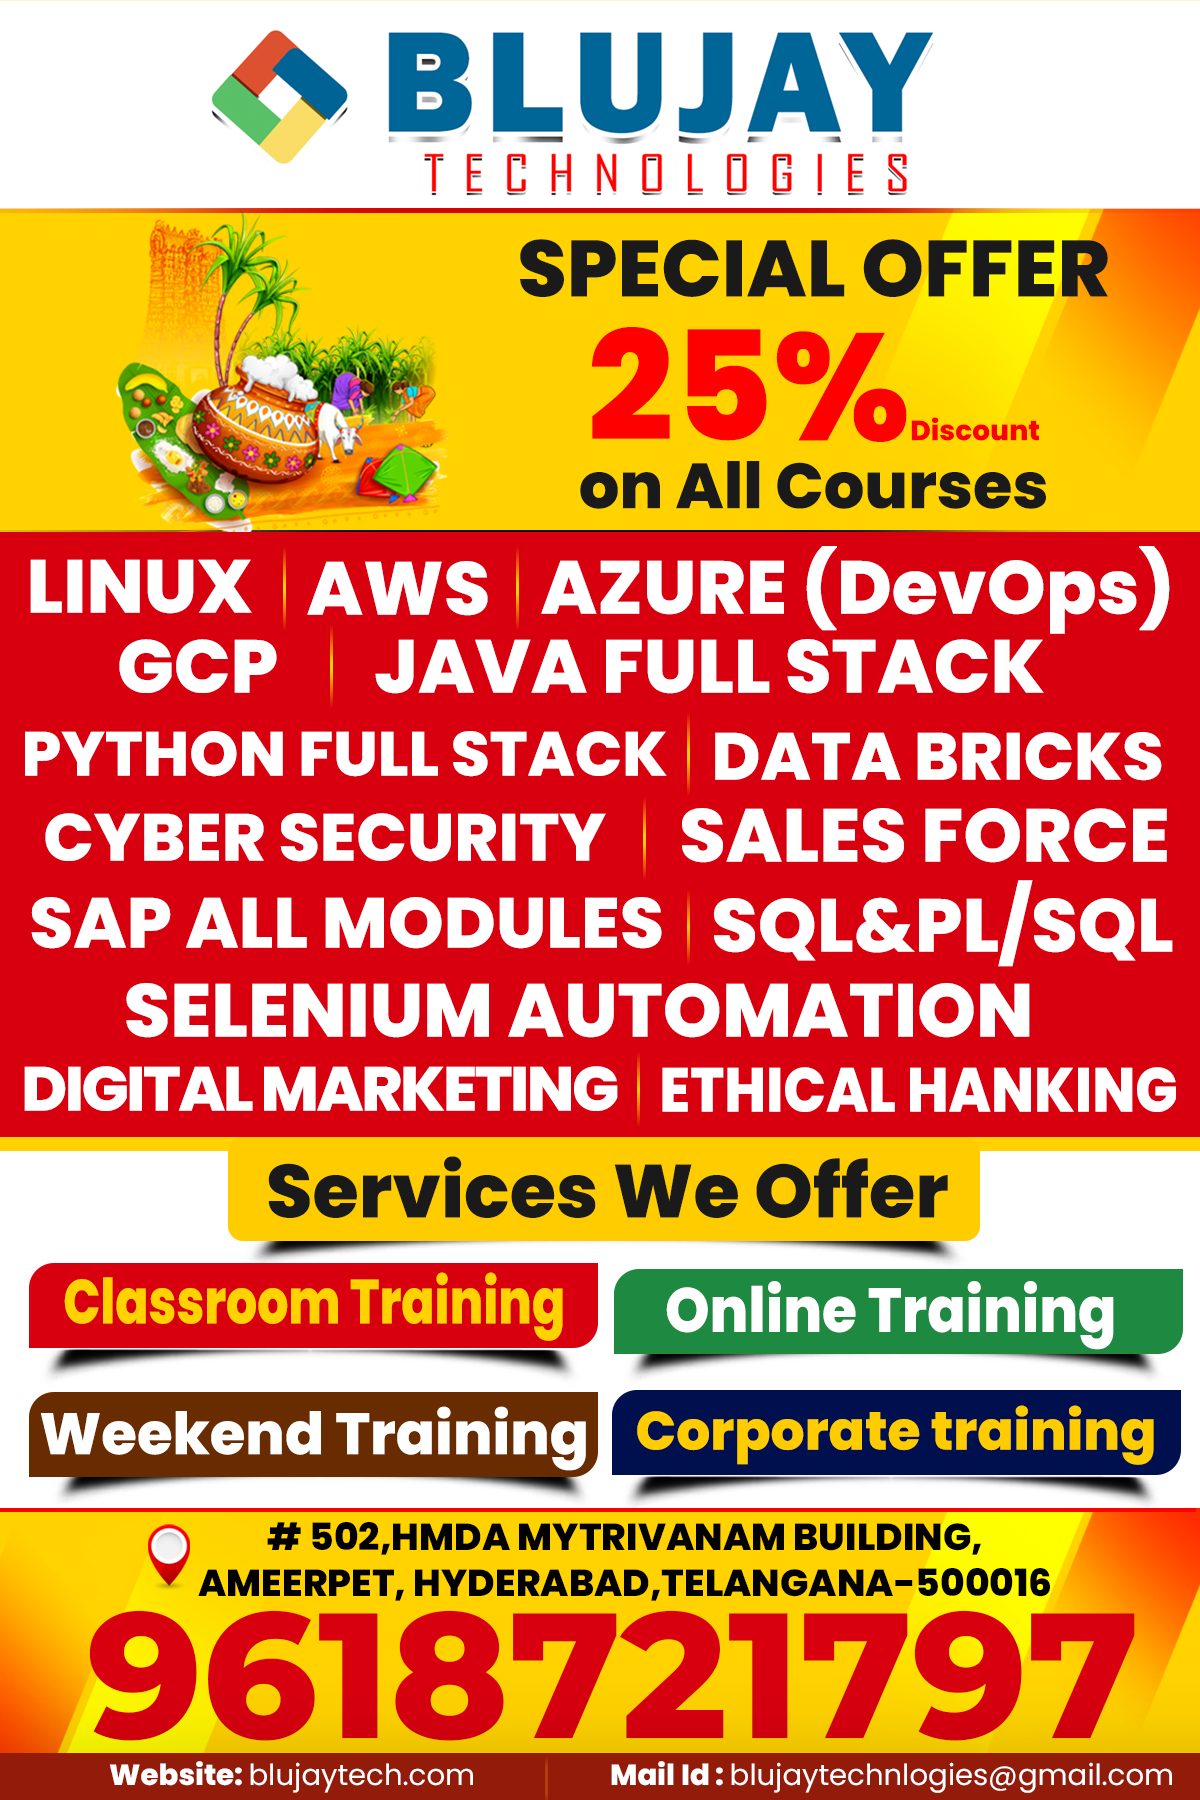 BLUJAY
TECHNOLOGIES
SPECIAL OFFER
25% Discount
on All Courses
LINUX AWS AZURE (DevOps)
GCP JAVA FULL STACK
PYTHON FULL STACK DATA BRICKS
CYBER SECURITY SALES FORCE
SAP ALL MODULES SQL&PL/SQL
SELENIUM AUTOMATION
DIGITAL MARKETING ETHICAL HANKING
Services We Offer
Classroom Training Online Training
Weekend Training Corporate training
# 502,HMDA MYTRIVANAM BUILDING,
AMEERPET, HYDERABAD,TELANGANA-500016
9618721797
Website: blujaytech.com Mail Id : blujaytechnlogies@gmail.com